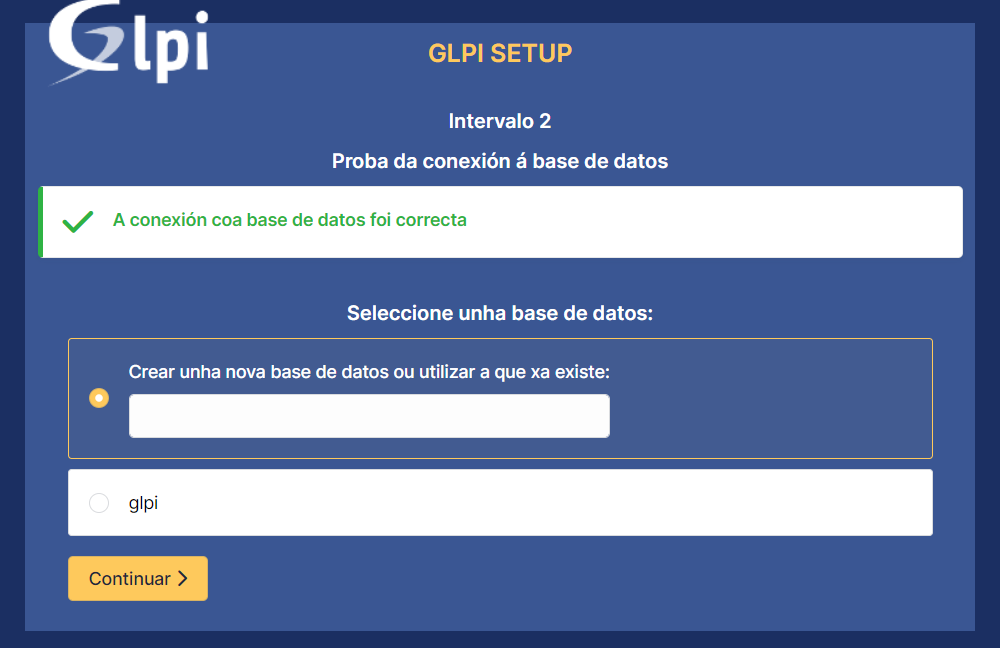 Glpi
GLPI SETUP
Intervalo 2
Proba da conexión á base de datos
A conexión coa base de datos foi correcta
Seleccione unha base de datos:
Crear unha nova base de datos ou utilizar a que xa existe:
glpi
Continuar